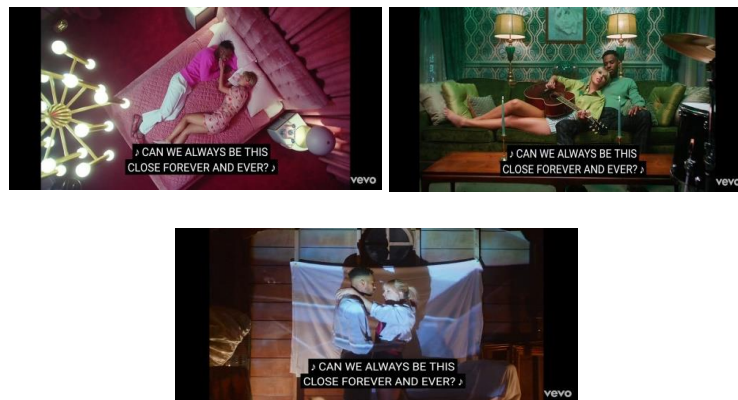 ♪ CAN WE ALWAYS BE THIS
CLOSE FOREVER AND EVER? ♪
vevo
♪ CAN WE ALWAYS BE THIS
CLOSE FOREVER AND EVER? ♪
vevo
♪ CAN WE ALWAYS BE THIS
CLOSE FOREVER AND EVER? ♪
vevo